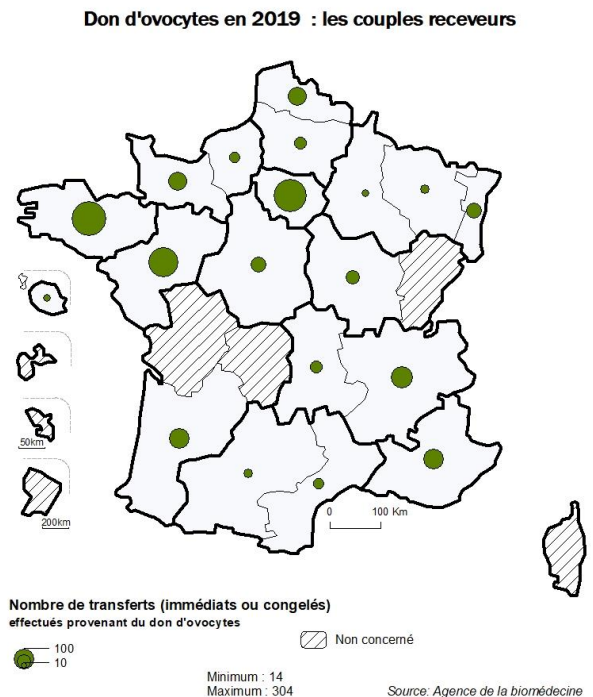 Don d'ovocytes en 2019 : les couples receveurs
50km
200km
0 100 Km
Nombre de transferts (immédiats ou congelés)
effectués provenant du don d'ovocytes
100
10
Non concerné
Minimum : 14
Maximum : 304
Source: Agence de la biomédecine